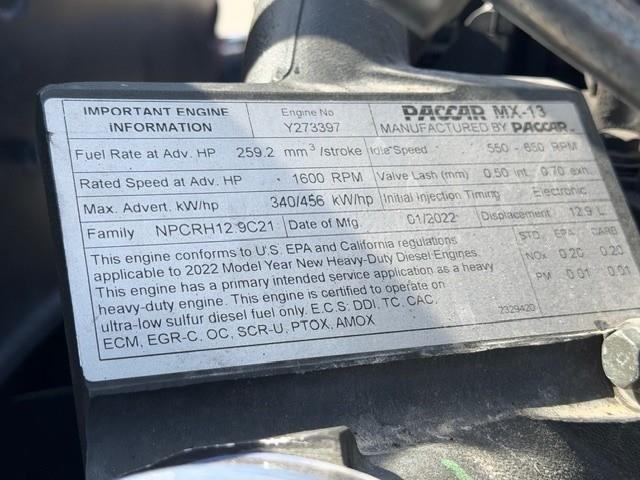 IMPORTANT ENGINE INFORMATION
Engine No Y273397
PACCAR MX-13
MANUFACTURED BY PACCAR
Fuel Rate at Adv. HP 259.2 mm³/stroke Idle Speed 550 - 650 RPM
Rated Speed at Adv. HP 1600 RPM Valve Lash (mm) 0.50 int. 0.70 exh.
Max. Advert. kW/hp 340/456 kW/hp Initial Injection Timing Electronic
Family NPCRH12.9C21 Date of Mfg. 01/2022 Displacement 12.9 L
This engine conforms to U.S. EPA and California regulations
applicable to 2022 Model Year New Heavy-Duty Diesel Engines.
This engine has a primary intended service application as a heavy
heavy-duty engine. This engine is certified to operate on
ultra-low sulfur diesel fuel only. E.C.S. DDI, TC, CAC,
ECM, EGR-C, OC, SCR-U, PTOX, AMOX
STD. EPA CARB
NOx 0.20 0.20
PM 0.01 0.01
2329420